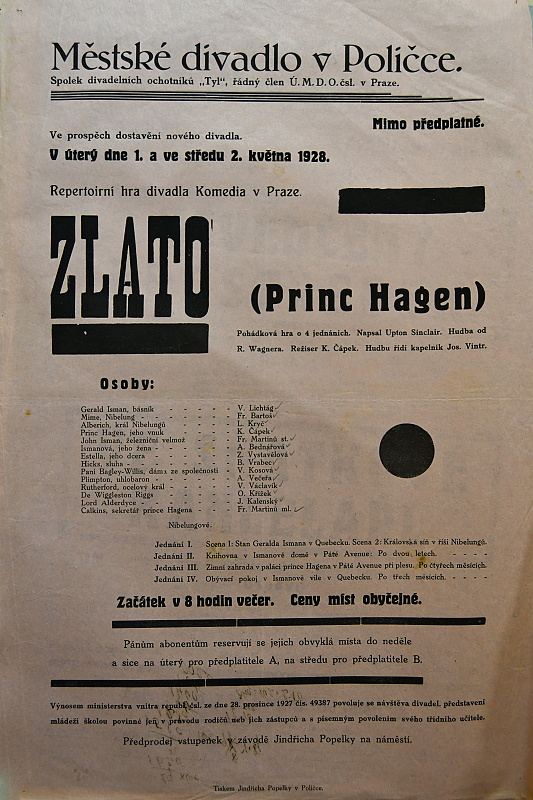 Městské divadlo v Poličce.
Spolek divadelních ochotníků „Tyl", řádný člen Ú.M.D.O.čsl. v Praze.
Mimo předplatné.
Ve prospěch dostavění nového divadla.
V úterý dne 1. a ve středu 2. května 1928.
Repertoirní hra divadla Komedia v Praze.
ZLATO
(Princ Hagen)
Pohádková hra o 4 jednáních. Napsal Upton Sinclair. Hudba od
R. Wagnera. Režiser K. Čápek. Hudbu řídí kapelník Jos. Vintr.
Osoby:
Gerald Isman, básník - - - - - - V. Lichtág
Mime, Nibelung - - - - - - Fr. Bartoš
Alberich, král Nibelungů - - - - - L. Kryč
Princ Hagen, jeho vnuk - - - - - K. Čápek
John Isman, železniční velmož - - - - Fr. Martinů st.
Ismanová, jeho žena - - - - - - A. Bednářová
Estella, jeho dcera - - - - - - Z. Vystavělová
Hicks, sluha - - - - - - B. Vrabec
Paní Bagley-Willis, dáma ze společnosti - - V. Kosová
Plimpton, uhlobaron - - - - - A. Večeřa
Rutherford, ocelový král - - - - - V. Václavík
De Wiggleston Riggs - - - - - O. Křížek
Lord Alderdyce - - - - - - J. Kalenský
Calkins, sekretář prince Hagena - - - - Fr. Martinů ml.
Nibelungové.
Jednání I. Scena 1: Stan Geralda Ismana v Quebecku. Scena 2: Královská síň v říši Nibelungů.
Jednání II. Knihovna v Ismanově domě v Páté Avenue: Po dvou letech. - - - -
Jednání III. Zimní zahrada v paláci prince Hagena v Páté Avenue při plesu. Po čtyřech měsících.
Jednání IV. Obývací pokoj v Ismanově vile v Quebecku. Po třech měsících. - - -
Začátek v 8 hodin večer. Ceny míst obyčejné.
Pánům abonentům reservují se jejich obvyklá místa do neděle
a sice na úterý pro předplatitele A, na středu pro předplatitele B.
Výnosem ministerstva vnitra republ. čsl. ze dne 28. prosince 1927 čís. 49387 povoluje se návštěva divadel. představení
mládeži školou povinné jen v průvodu rodičů neb jich zástupců a s písemným povolením svého třídního učitele.
Předprodej vstupenek v závodě Jindřicha Popelky na náměstí.
Tiskem Jindřicha Popelky v Poličce.